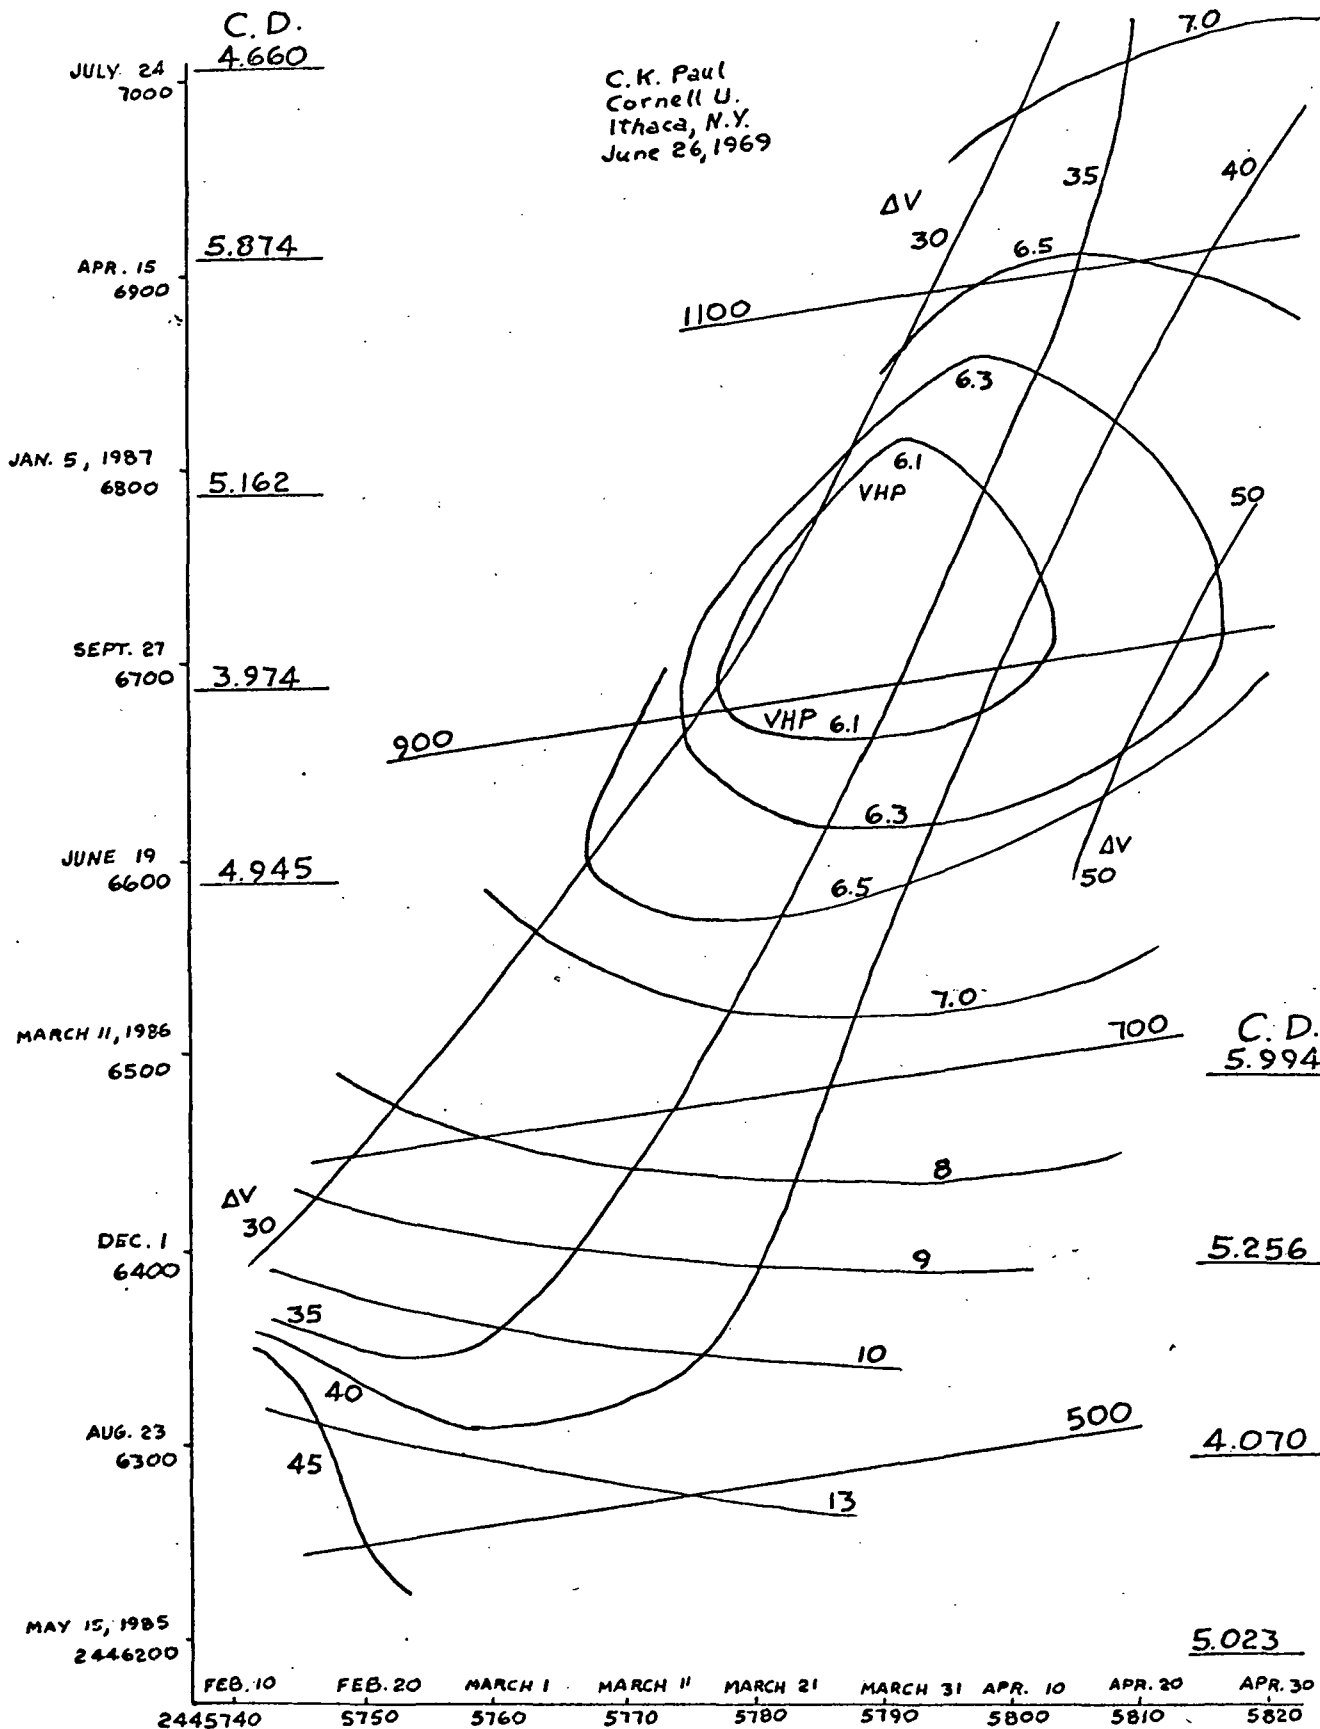 C. D.
4.660
JULY 24
7000
C.K. Paul
Cornell U.
Ithaca, N.Y.
June 26, 1969
7.0
ΔV
30
35
40
5.874
6.5
APR. 15
6900
1100
6.3
JAN. 5, 1987
6800
5.162
6.1
VHP
50
SEPT. 27
6700
3.974
VHP 6.1
900
6.3
JUNE 19
6600
4.945
ΔV
50
6.5
7.0
MARCH 11, 1986
6500
700
C. D.
5.994
8
ΔV
30
DEC. 1
6400
9
5.256
35
10
40
AUG. 23
6300
45
500
4.070
13
MAY 15, 1985
2446200
5.023
FEB. 10 FEB. 20 MARCH 1 MARCH 11 MARCH 21 MARCH 31 APR. 10 APR. 20 APR. 30
2445740 5750 5760 5770 5780 5790 5800 5810 5820